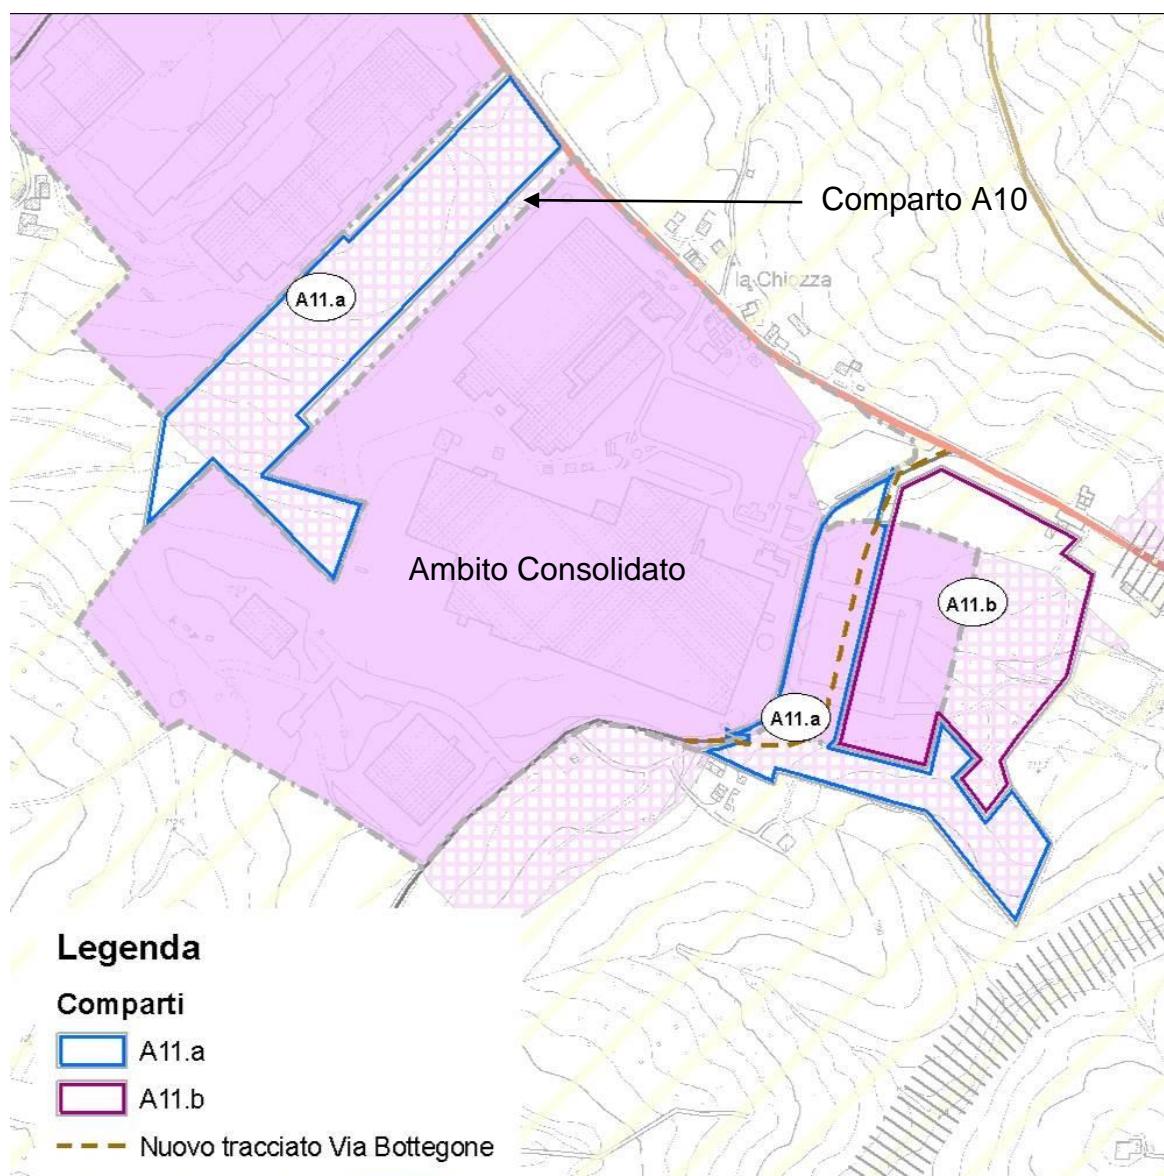 Comparto A10
la Chiozza
A11.a
Ambito Consolidato
A11.b
A11.a
Legenda
Comparti
A11.a
A11.b
Nuovo tracciato Via Bottegone